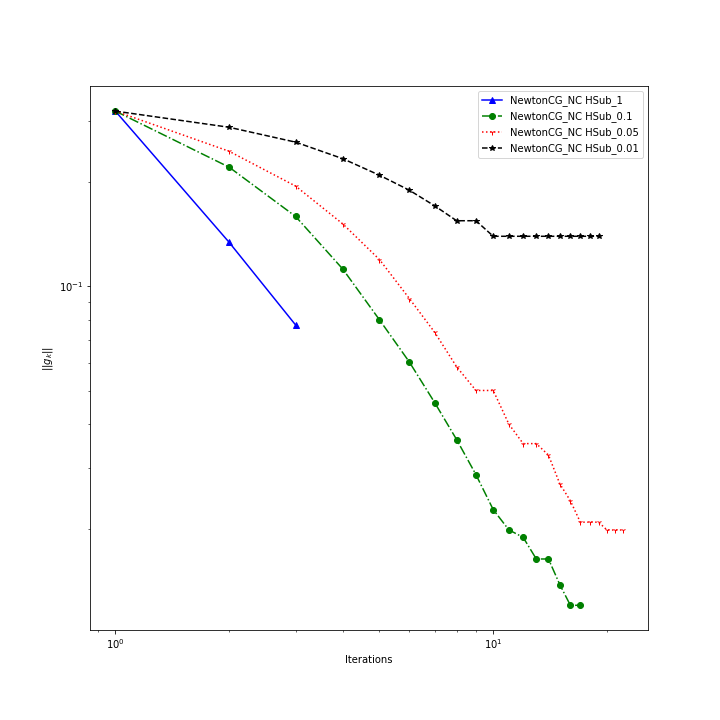 NewtonCG_NC HSub_1
NewtonCG_NC HSub_0.1
NewtonCG_NC HSub_0.05
NewtonCG_NC HSub_0.01
10⁻¹
||gₖ||
10⁰ 10¹
Iterations